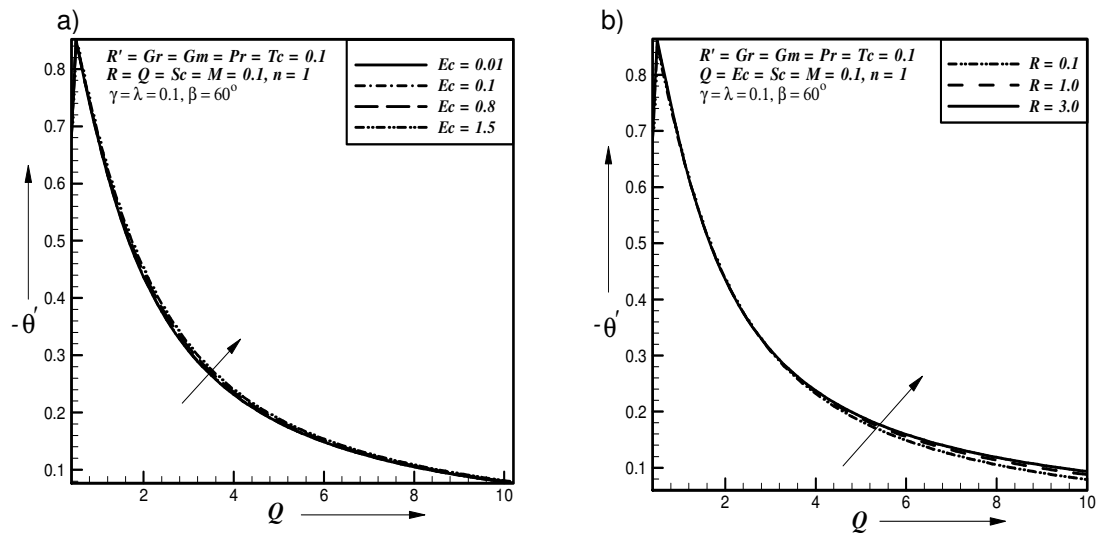 a)
R' = Gr = Gm = Pr = Tc = 0.1
R = Q = Sc = M = 0.1, n = 1
γ = λ = 0.1, β = 60°
Ec = 0.01
Ec = 0.1
Ec = 0.8
Ec = 1.5
0.8
0.7
0.6
0.5
0.4
0.3
0.2
0.1
-θ'
2
4
6
8
10
Q
b)
R' = Gr = Gm = Pr = Tc = 0.1
Q = Ec = Sc = M = 0.1, n = 1
γ = λ = 0.1, β = 60°
R = 0.1
R = 1.0
R = 3.0
0.8
0.7
0.6
0.5
0.4
0.3
0.2
0.1
-θ'
2
4
6
8
10
Q